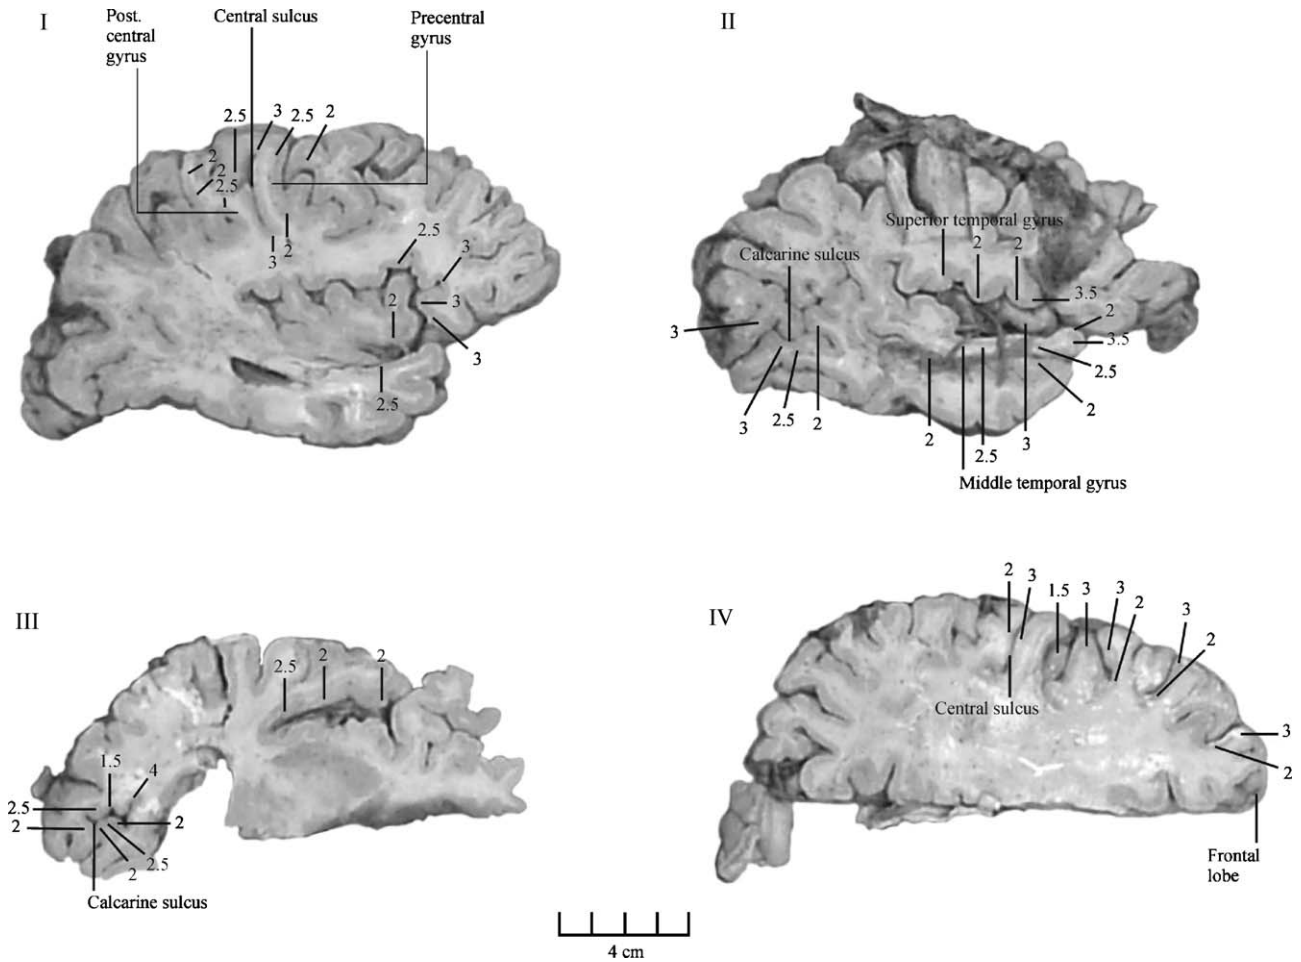 I
Post.
central
gyrus
Central sulcus
Precentral
gyrus
2.5
3
2.5
2
2
2
2.5
3
2
2.5
3
2
3
3
2.5
II
Superior temporal gyrus
Calcarine sulcus
2
2
3.5
2
3.5
2.5
2
3
3
2.5
2
2
2.5
3
Middle temporal gyrus
III
2.5
2
2
1.5
4
2.5
2
2
2.5
2
Calcarine sulcus
IV
2
3
1.5
3
3
2
3
2
Central sulcus
3
2
Frontal
lobe
4 cm